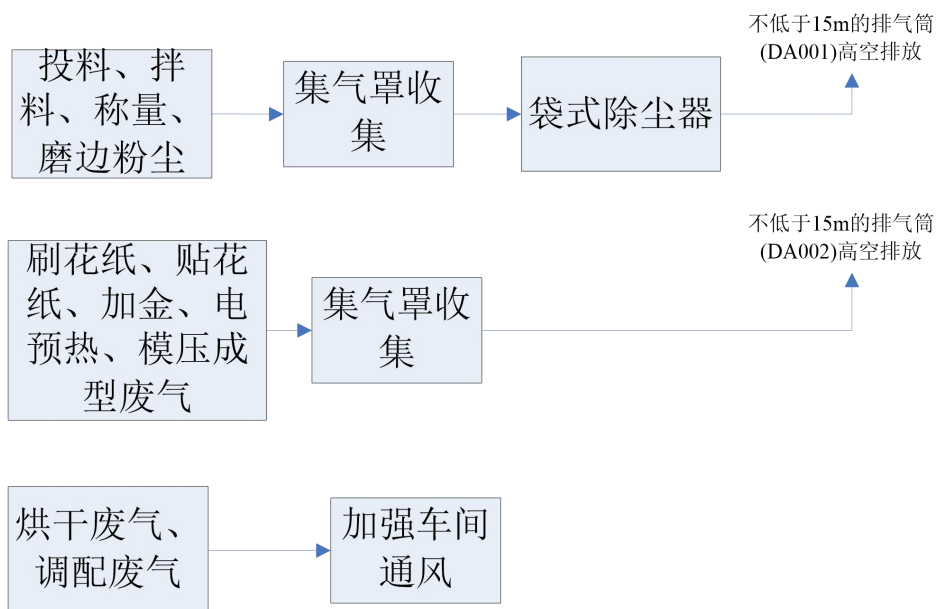 不低于15m的排气筒
(DA001)高空排放
投料、拌
料、称量、
磨边粉尘
集气罩收
集
袋式除尘器
不低于15m的排气筒
(DA002)高空排放
刷花纸、贴花
纸、加金、电
预热、模压成
型废气
集气罩收
集
烘干废气、
调配废气
加强车间
通风